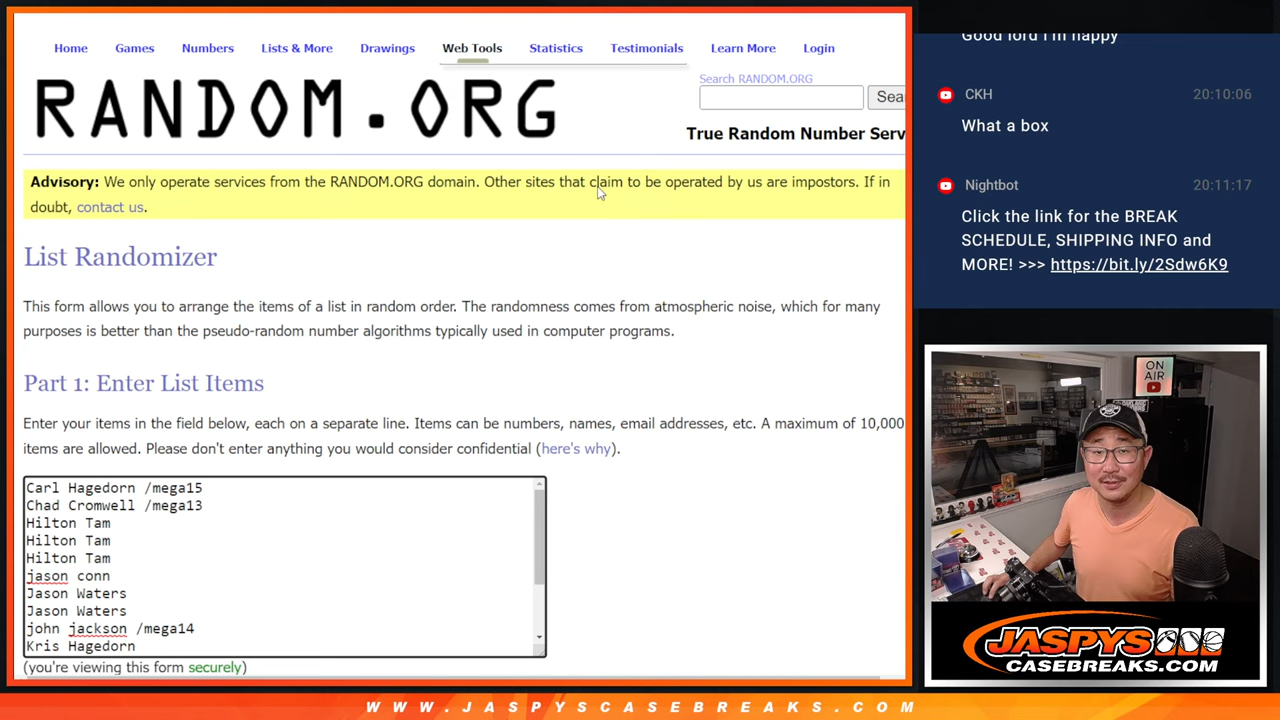 Home Games Numbers Lists & More Drawings Web Tools Statistics Testimonials Learn More Login
RANDOM.ORG
Search RANDOM.ORG
Sea
True Random Number Serv
Advisory: We only operate services from the RANDOM.ORG domain. Other sites that claim to be operated by us are impostors. If in
doubt, contact us.
List Randomizer
This form allows you to arrange the items of a list in random order. The randomness comes from atmospheric noise, which for many
purposes is better than the pseudo-random number algorithms typically used in computer programs.
Part 1: Enter List Items
Enter your items in the field below, each on a separate line. Items can be numbers, names, email addresses, etc. A maximum of 10,000
items are allowed. Please don't enter anything you would consider confidential (here's why).
Carl Hagedorn /mega15
Chad Cromwell /mega13
Hilton Tam
Hilton Tam
Hilton Tam
jason conn
Jason Waters
Jason Waters
john jackson /mega14
Kris Hagedorn
(you're viewing this form securely)
Good lord I'm happy
CKH 20:10:06
What a box
Nightbot 20:11:17
Click the link for the BREAK
SCHEDULE, SHIPPING INFO and
MORE! >>> https://bit.ly/2Sdw6K9
ON
AIR
JASPYS
CASEBREAKS.COM
WWW.JASPYSCASEBREAKS.COM